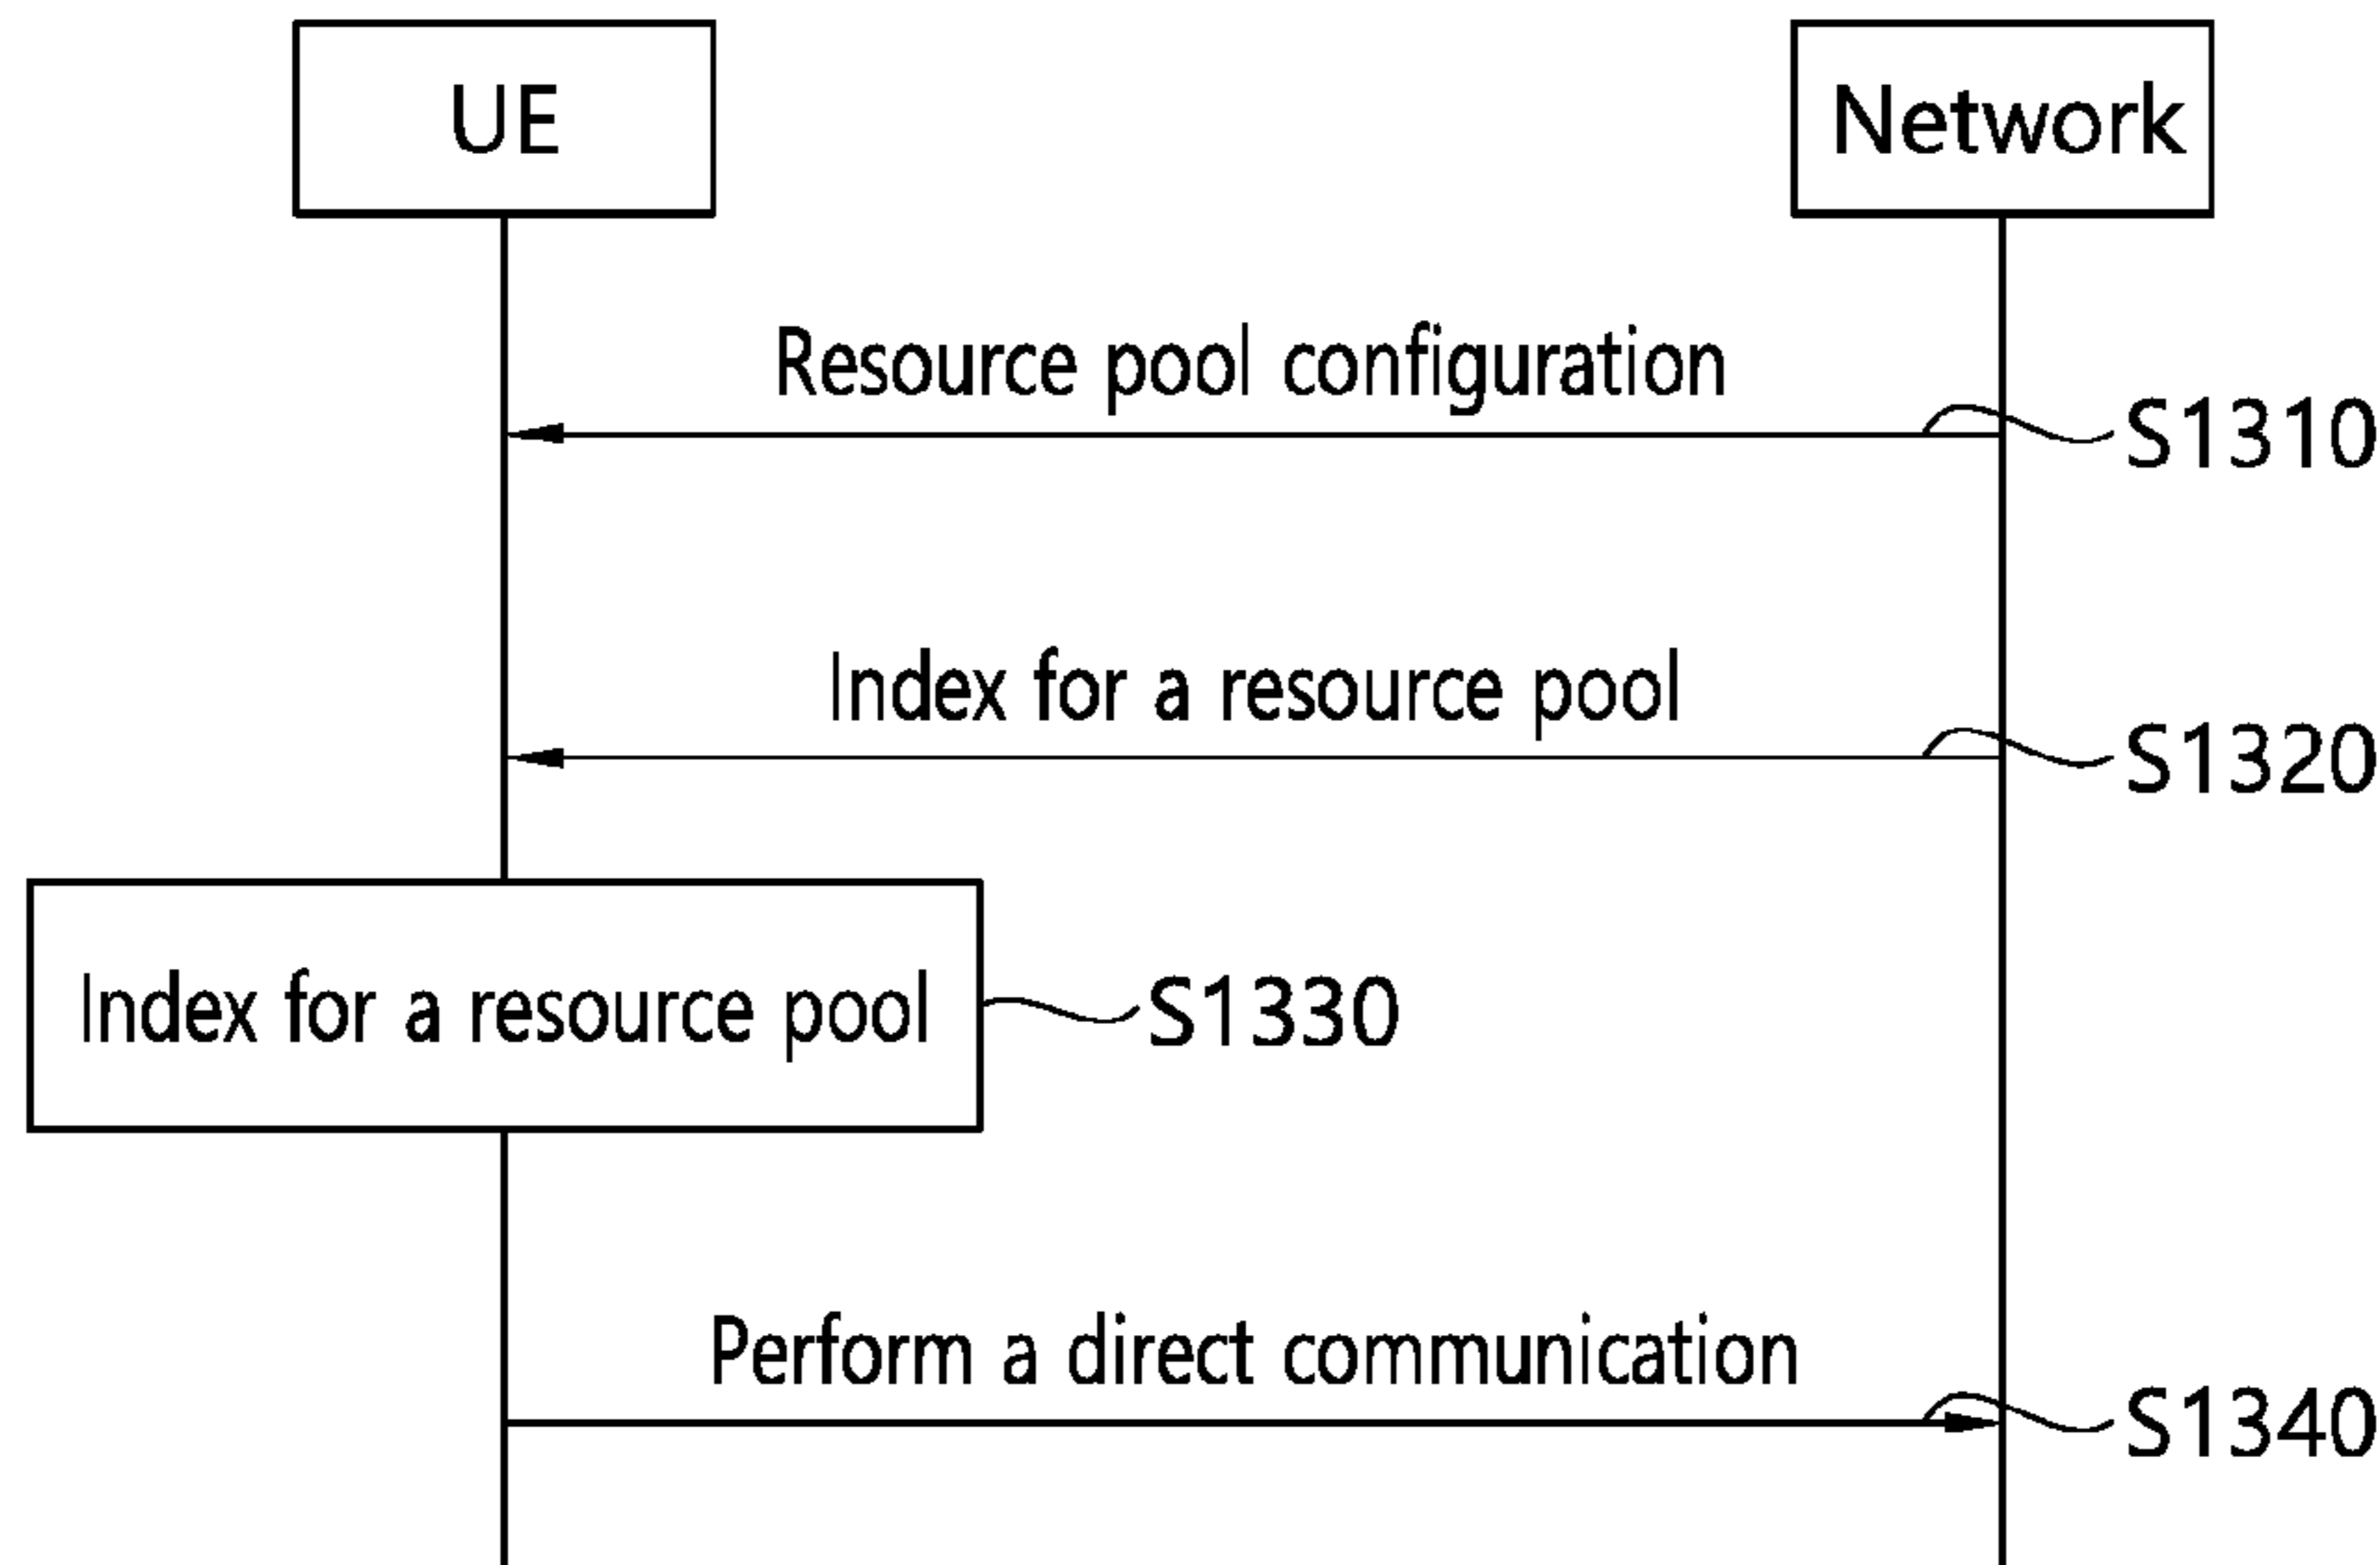 UE
Network
Resource pool configuration
S1310
Index for a resource pool
S1320
Index for a resource pool
S1330
Perform a direct communication
S1340